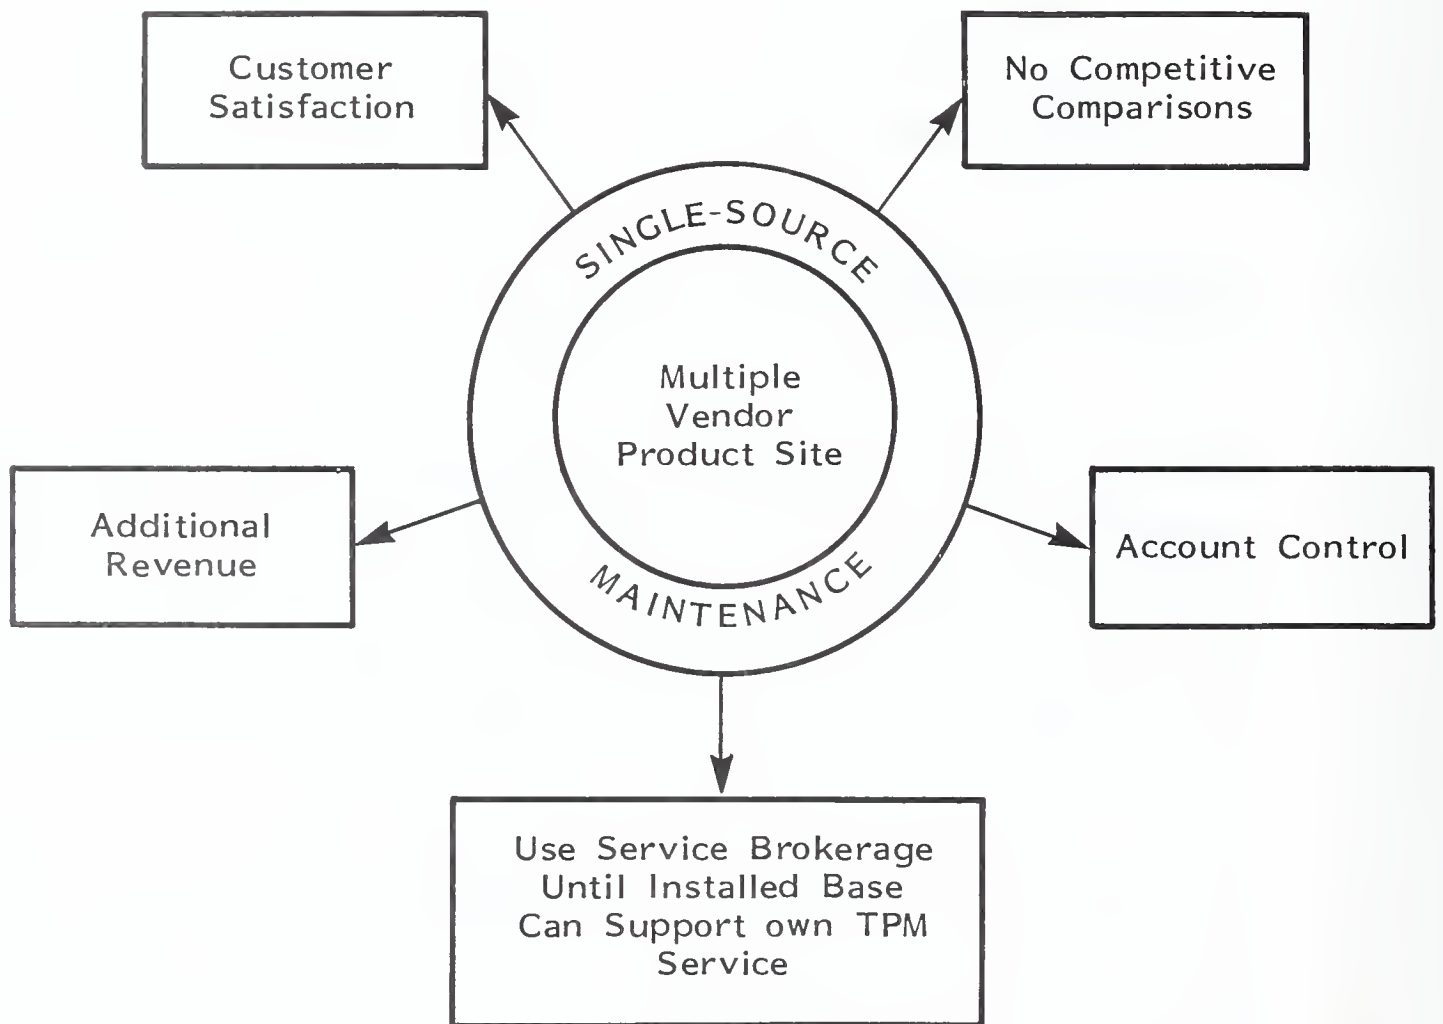 Customer
Satisfaction
No Competitive
Comparisons
SINGLE-SOURCE
Multiple
Vendor
Product Site
MAINTENANCE
Additional
Revenue
Account Control
Use Service Brokerage
Until Installed Base
Can Support own TPM
Service